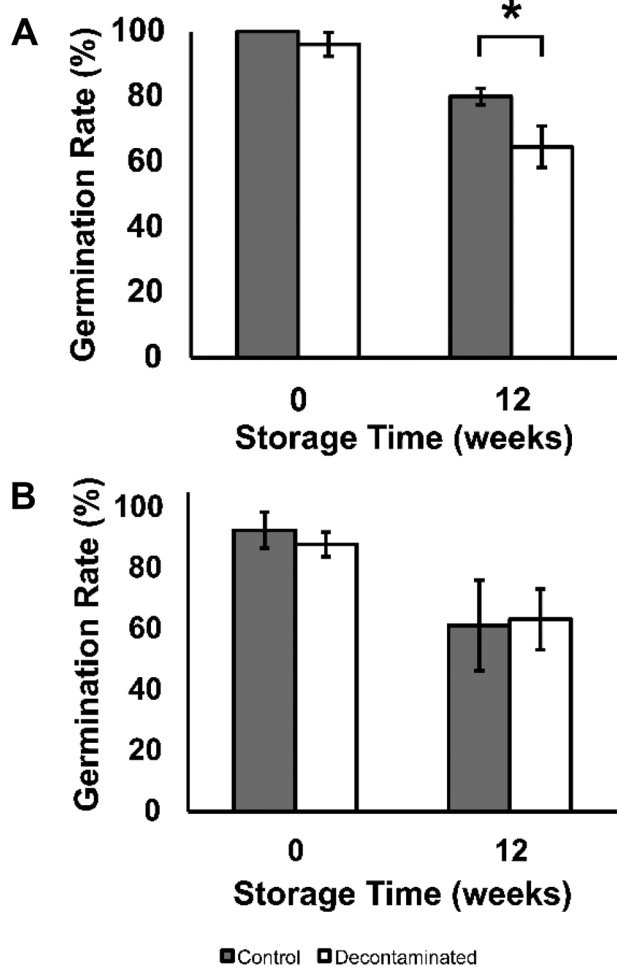 A
Germination Rate (%)
100
80
60
40
20
0
*
0 12
Storage Time (weeks)
B
Germination Rate (%)
100
80
60
40
20
0
0 12
Storage Time (weeks)
Control Decontaminated